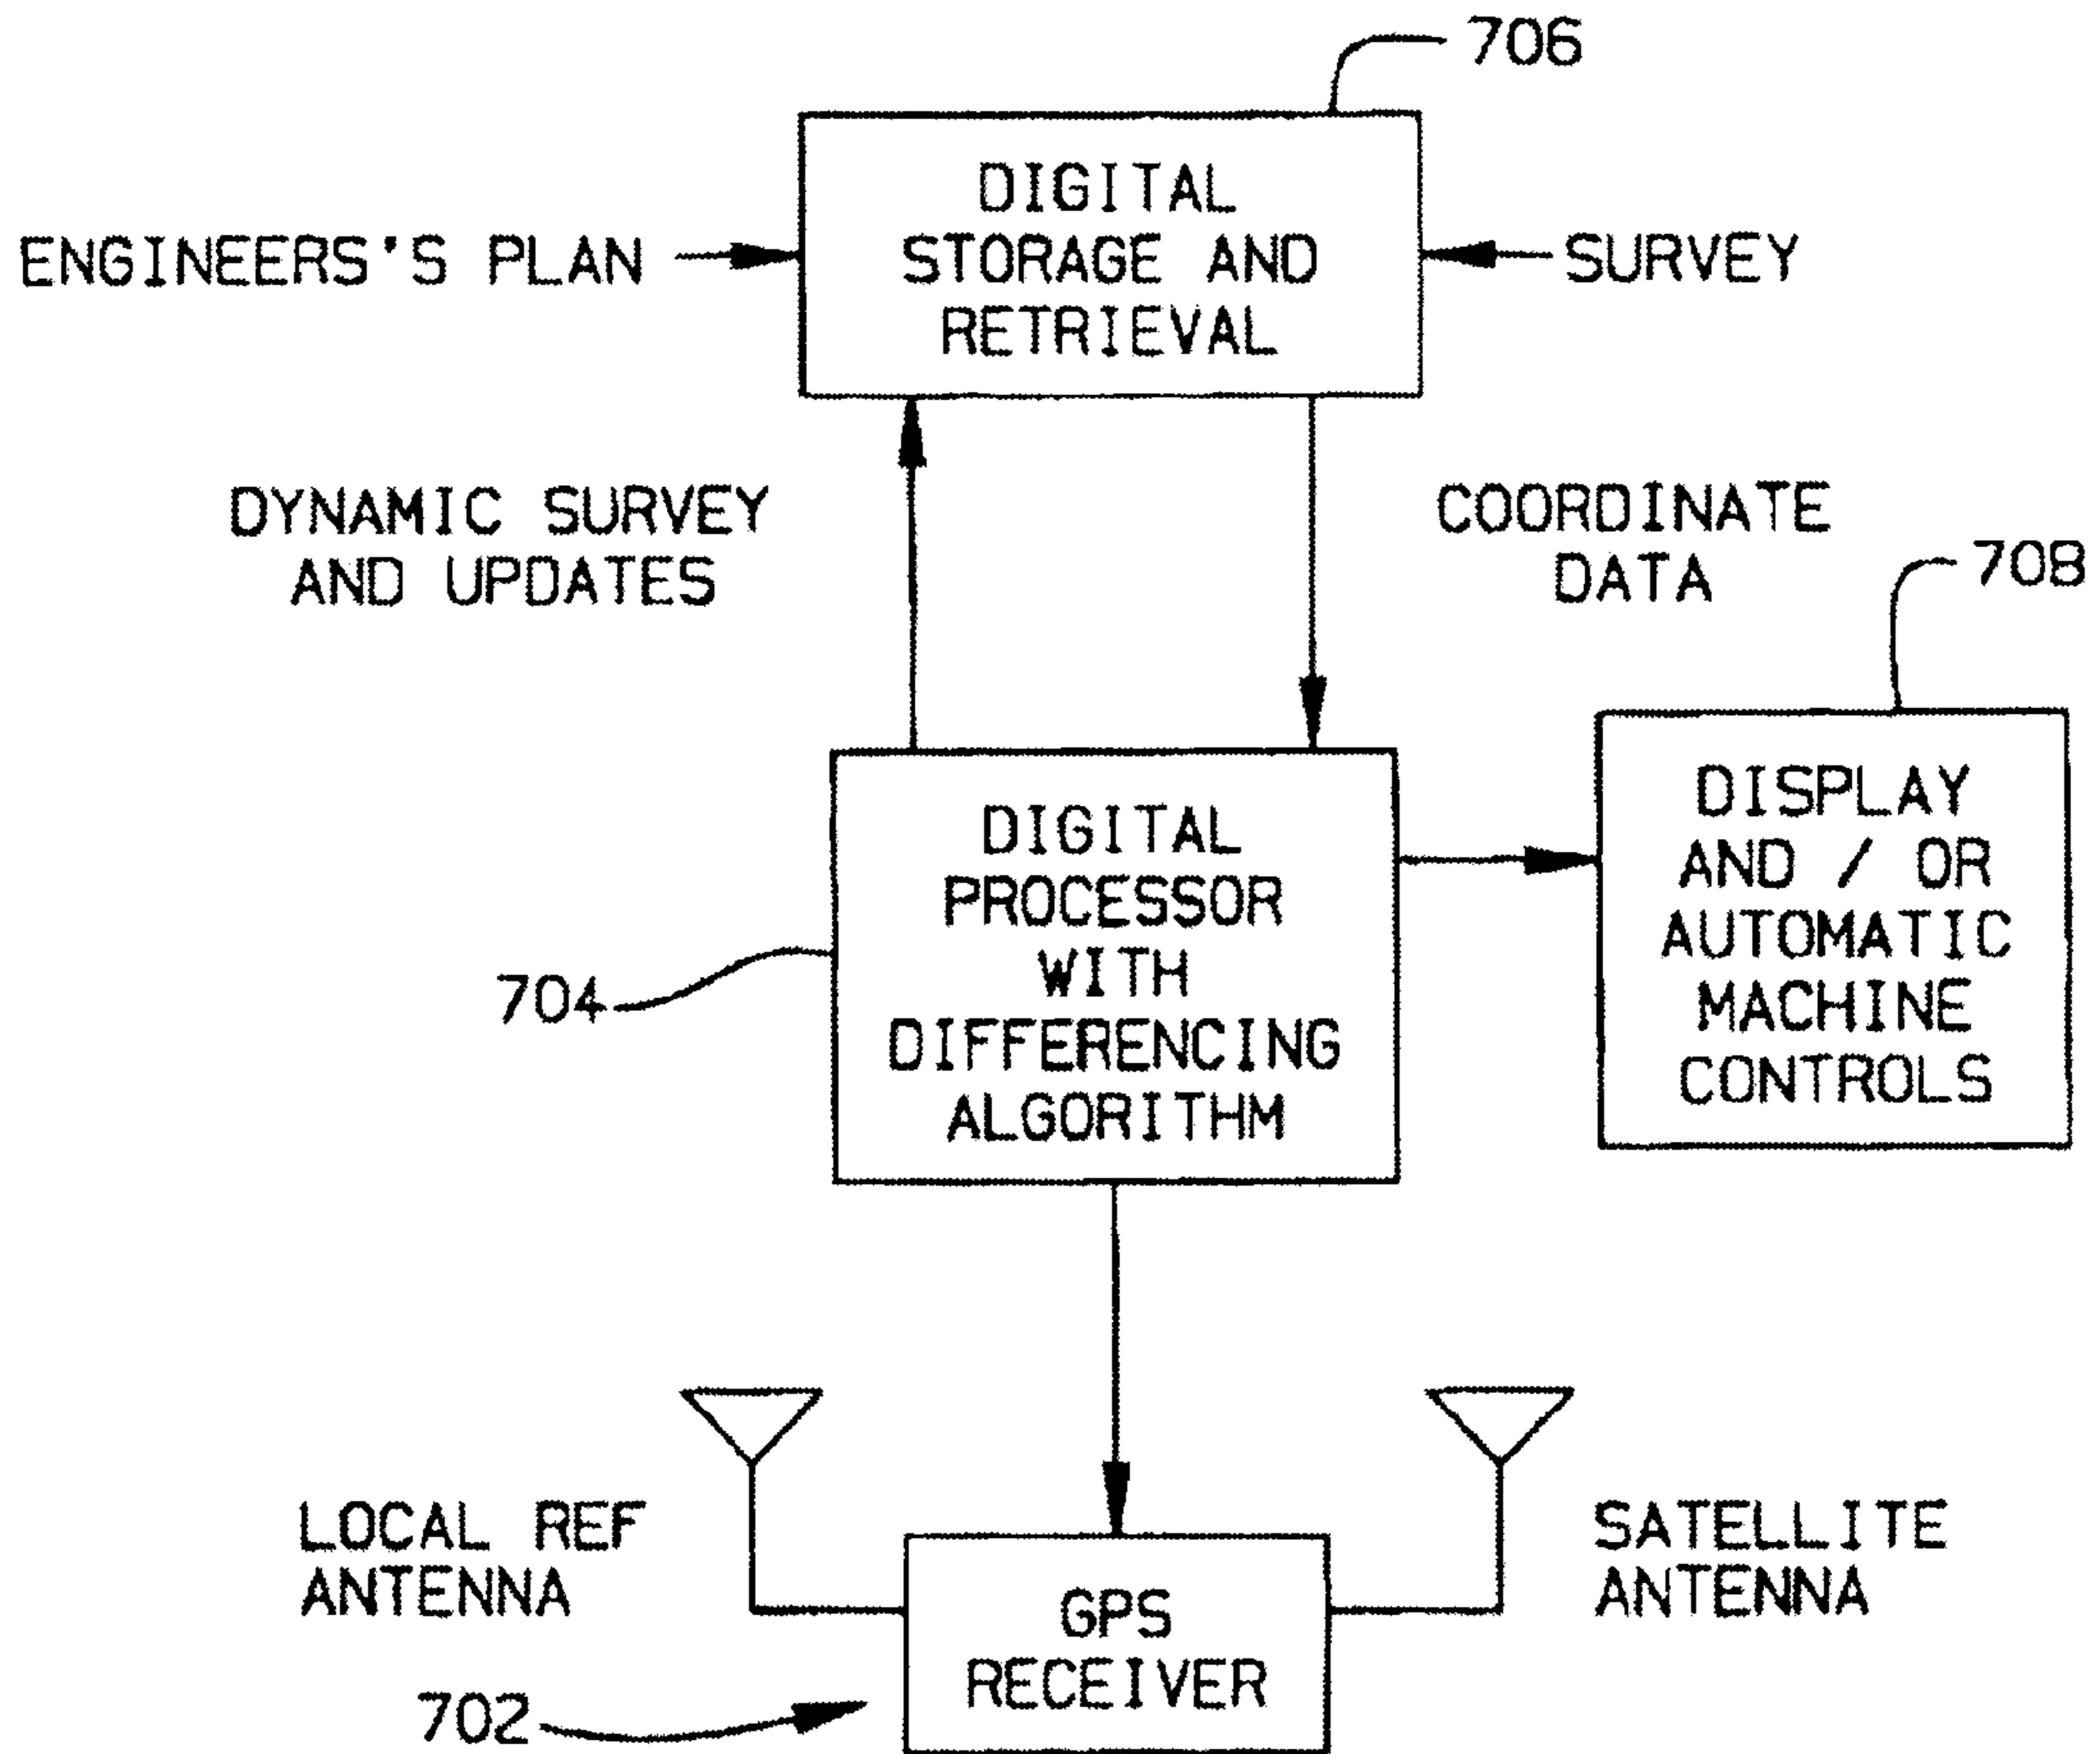 706
DIGITAL
STORAGE AND
RETRIEVAL
ENGINEERS'S PLAN
SURVEY
DYNAMIC SURVEY
AND UPDATES
COORDINATE
DATA
708
DIGITAL
PROCESSOR
WITH
DIFFERENCING
ALGORITHM
704
DISPLAY
AND / OR
AUTOMATIC
MACHINE
CONTROLS
LOCAL REF
ANTENNA
SATELLITE
ANTENNA
GPS
RECEIVER
702